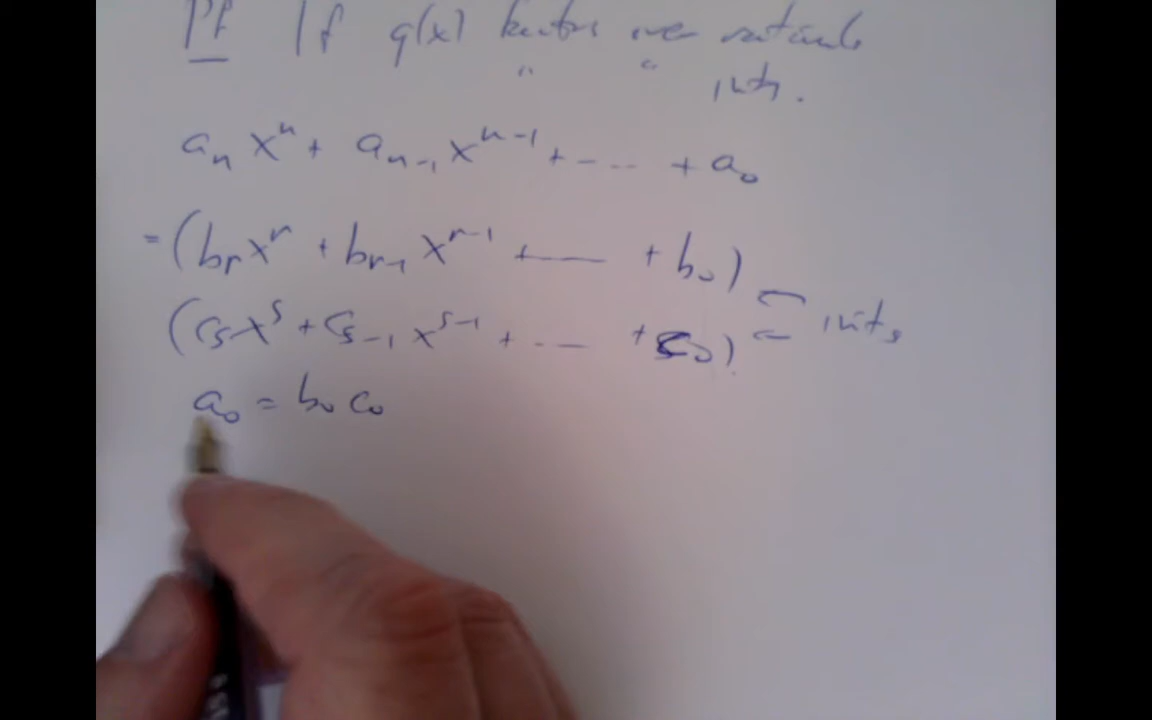 Pf If q(x) factors over rationals
" " ints.
aₙxⁿ + aₙ₋₁xⁿ⁻¹ + ---- + a₀
= (bᵣxʳ + bᵣ₋₁xʳ⁻¹ + —— + b₀)
(cₛxˢ + cₛ₋₁xˢ⁻¹ + ---- + c₀) ints
a₀ = b₀c₀